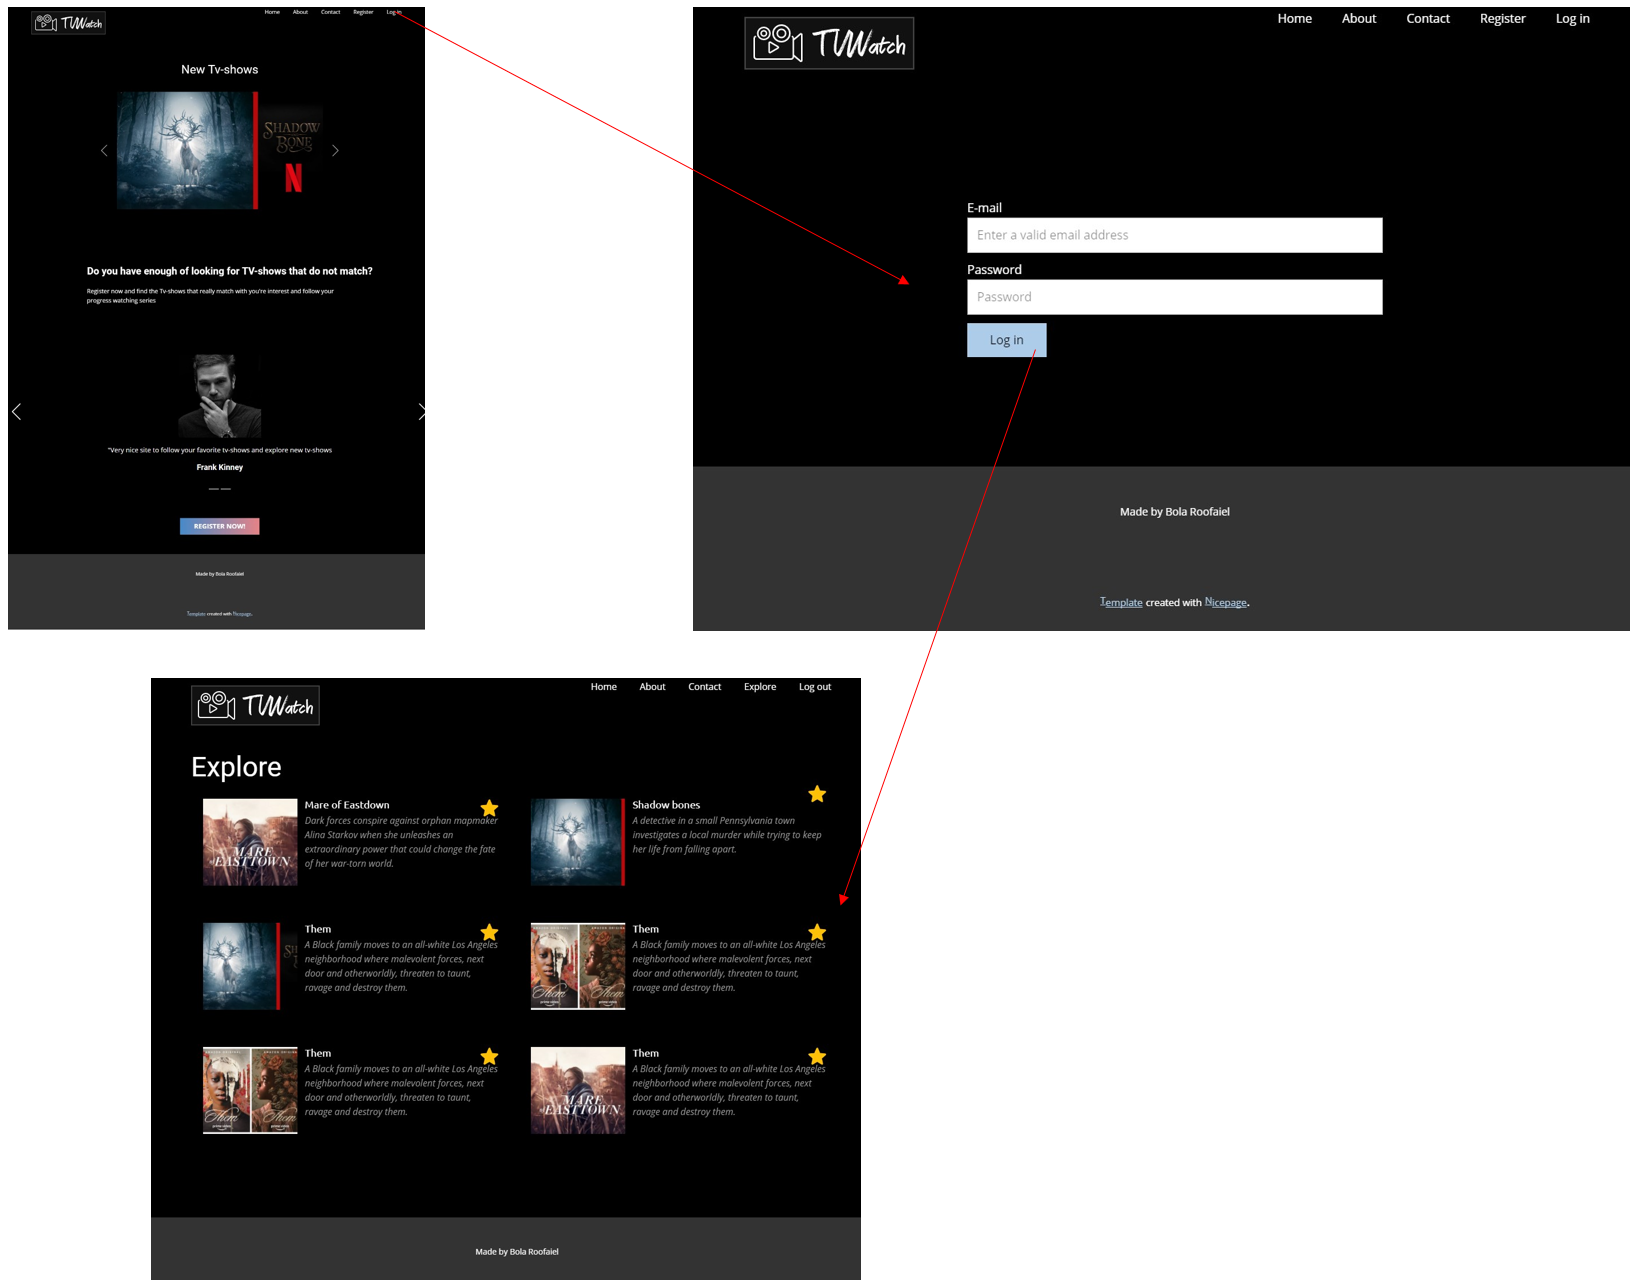 TVWatch
Home About Contact Register Log in
New Tv-shows
SHADOW
BONE
N
Do you have enough of looking for TV-shows that do not match?
Register now and find the Tv-shows that really match with you're interest and follow your
progress watching series
"Very nice site to follow your favorite tv-shows and explore new tv-shows
Frank Kinney
REGISTER NOW!
Made by Bola Roofaiel
Template created with Nicepage.
TVWatch
Home About Contact Register Log in
E-mail
Enter a valid email address
Password
Password
Log in
Made by Bola Roofaiel
Template created with Nicepage.
TVWatch
Home About Contact Explore Log out
Explore
MARE
EASTTOWN
Mare of Eastdown
Dark forces conspire against orphan mapmaker
Alina Starkov when she unleashes an
extraordinary power that could change the fate
of her war-torn world.
Shadow bones
A detective in a small Pennsylvania town
investigates a local murder while trying to keep
her life from falling apart.
Them
A Black family moves to an all-white Los Angeles
neighborhood where malevolent forces, next
door and otherworldly, threaten to taunt,
ravage and destroy them.
Them Them
prime video prime video
Them
A Black family moves to an all-white Los Angeles
neighborhood where malevolent forces, next
door and otherworldly, threaten to taunt,
ravage and destroy them.
Them Them
prime video prime video
Them
A Black family moves to an all-white Los Angeles
neighborhood where malevolent forces, next
door and otherworldly, threaten to taunt,
ravage and destroy them.
MARE
EASTTOWN
Them
A Black family moves to an all-white Los Angeles
neighborhood where malevolent forces, next
door and otherworldly, threaten to taunt,
ravage and destroy them.
Made by Bola Roofaiel